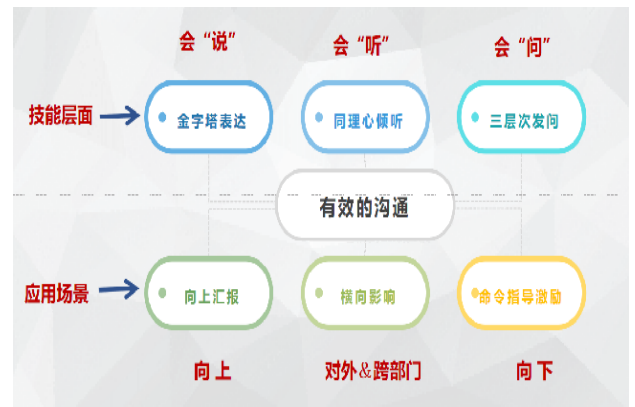 会“说”
会“听”
会“问”
技能层面
金字塔表达
同理心倾听
三层次发问
有效的沟通
应用场景
向上汇报
横向影响
命令指导激励
向上
对外&跨部门
向下